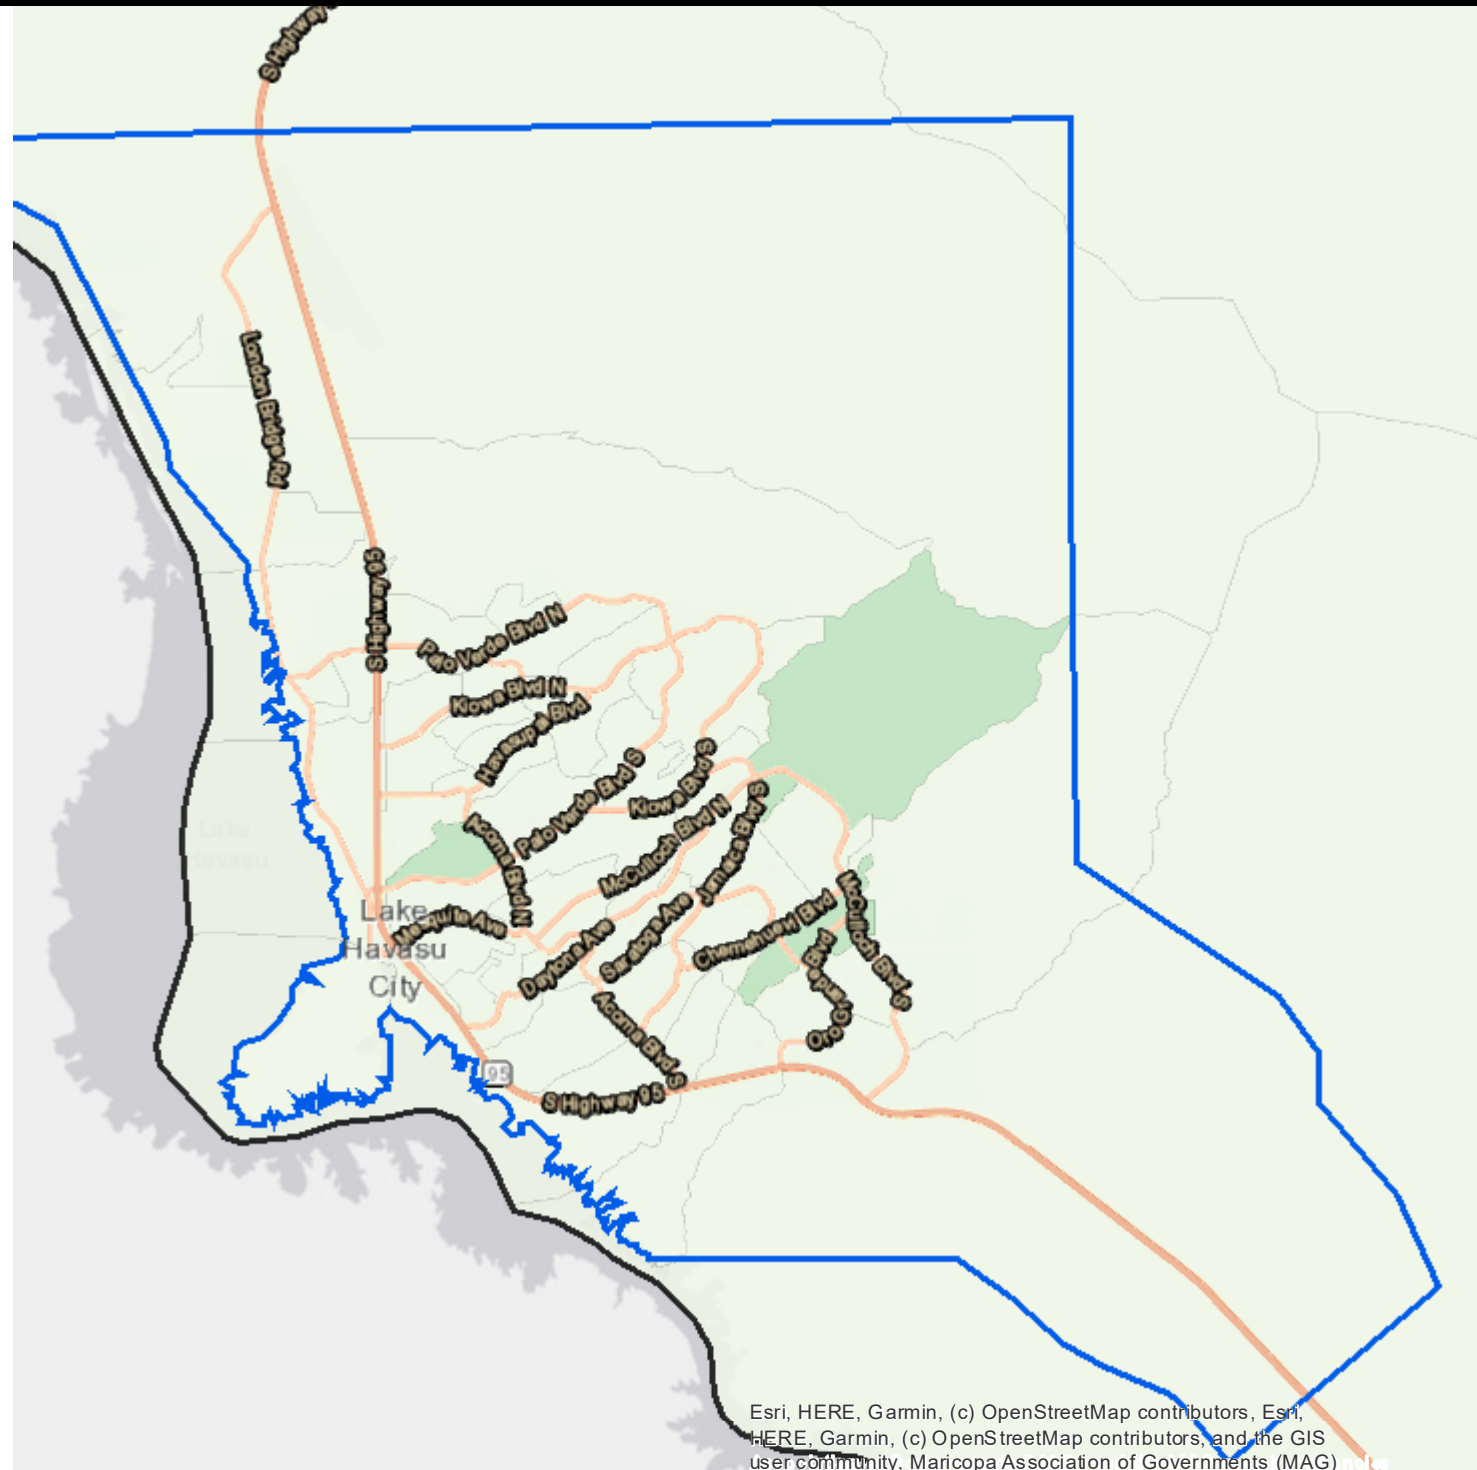 S Highway
London Bridge Rd
S Highway 95
Palo Verde Blvd N
Kiowa Blvd N
Havasupai Blvd
Palo Verde Blvd S
Kiowa Blvd S
McCulloch Blvd N
Jamaica Blvd S
Acoma Blvd N
Lake
Havasu
Mesquite Ave
Lake
Havasu
City
Daytona Ave
Saratoga Ave
Chemehuevi Blvd
McCulloch Blvd S
Oro Grande Blvd
Acoma Blvd S
95
S Highway 95
Esri, HERE, Garmin, (c) OpenStreetMap contributors, Esri,
HERE, Garmin, (c) OpenStreetMap contributors, and the GIS
user community, Maricopa Association of Governments (MAG)